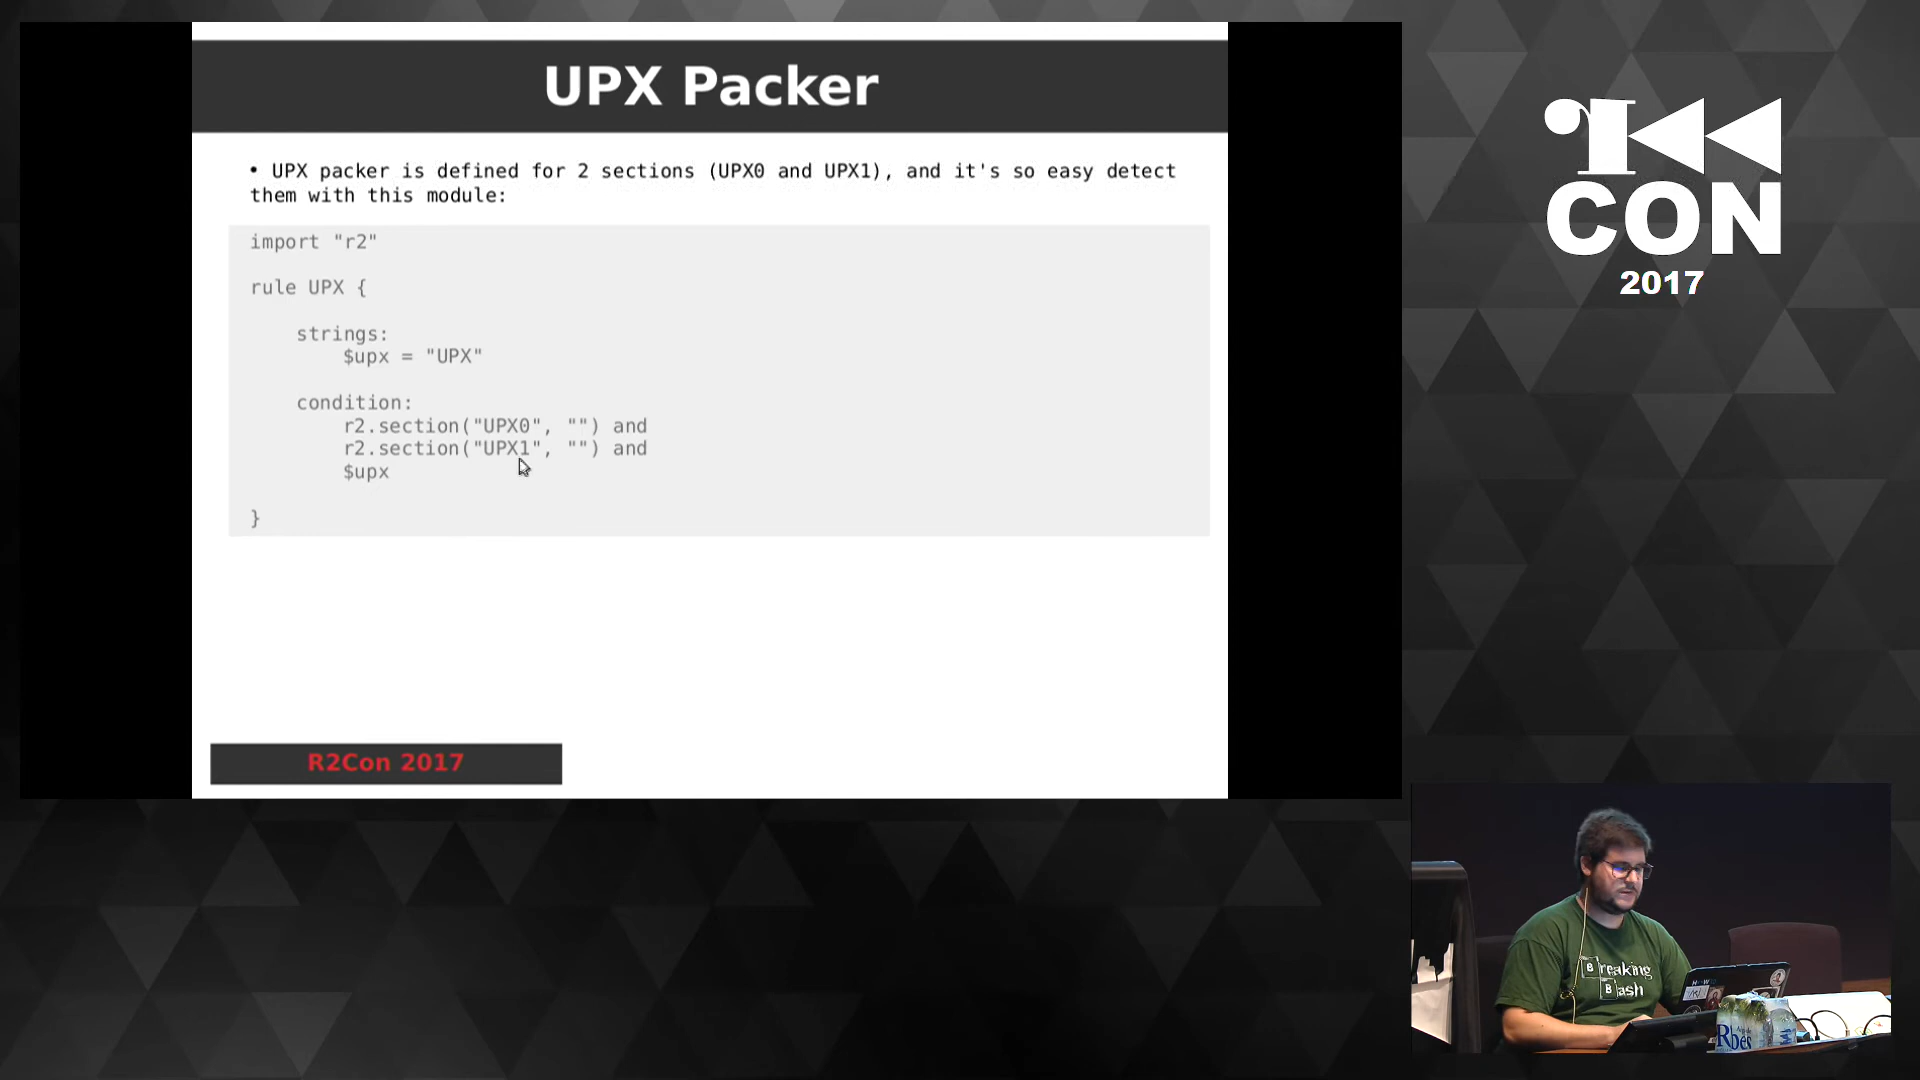 UPX Packer
• UPX packer is defined for 2 sections (UPX0 and UPX1), and it's so easy detect
them with this module:
import "r2"
rule UPX {
strings:
$upx = "UPX"
condition:
r2.section("UPX0", "") and
r2.section("UPX1", "") and
$upx
}
R2Con 2017
CON
2017
Breaking
Bash